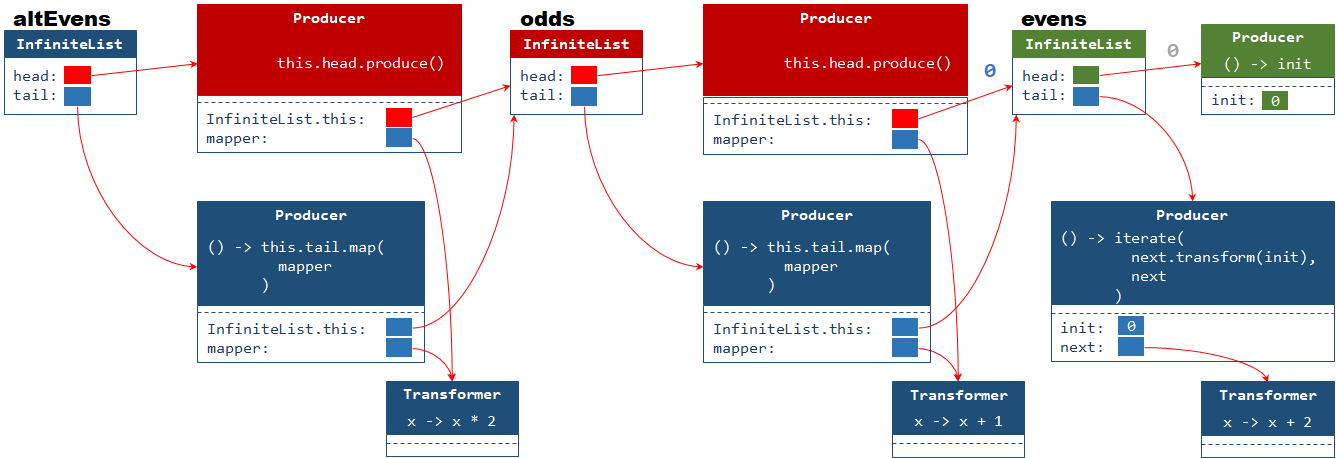 altEvens
InfiniteList
head:
tail:
Producer
this.head.produce()
InfiniteList.this:
mapper:
Producer
() -> this.tail.map(
mapper
)
InfiniteList.this:
mapper:
Transformer
x -> x * 2
odds
InfiniteList
head:
tail:
Producer
this.head.produce()
InfiniteList.this:
mapper:
Producer
() -> this.tail.map(
mapper
)
InfiniteList.this:
mapper:
Transformer
x -> x + 1
0
evens
InfiniteList
head:
tail:
0
Producer
() -> init
init: 0
Producer
() -> iterate(
next.transform(init),
next
)
init: 0
next:
Transformer
x -> x + 2